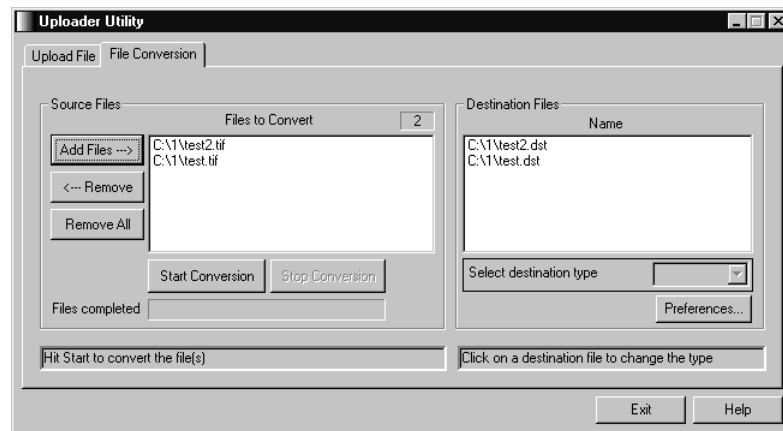 Uploader Utility
Upload File
File Conversion
Source Files
Files to Convert
2
Add Files --->
<--- Remove
Remove All
C:\1\test2.tif
C:\1\test.tif
Start Conversion
Stop Conversion
Files completed
Hit Start to convert the file(s)
Destination Files
Name
C:\1\test2.dst
C:\1\test.dst
Select destination type
Preferences...
Click on a destination file to change the type
Exit
Help